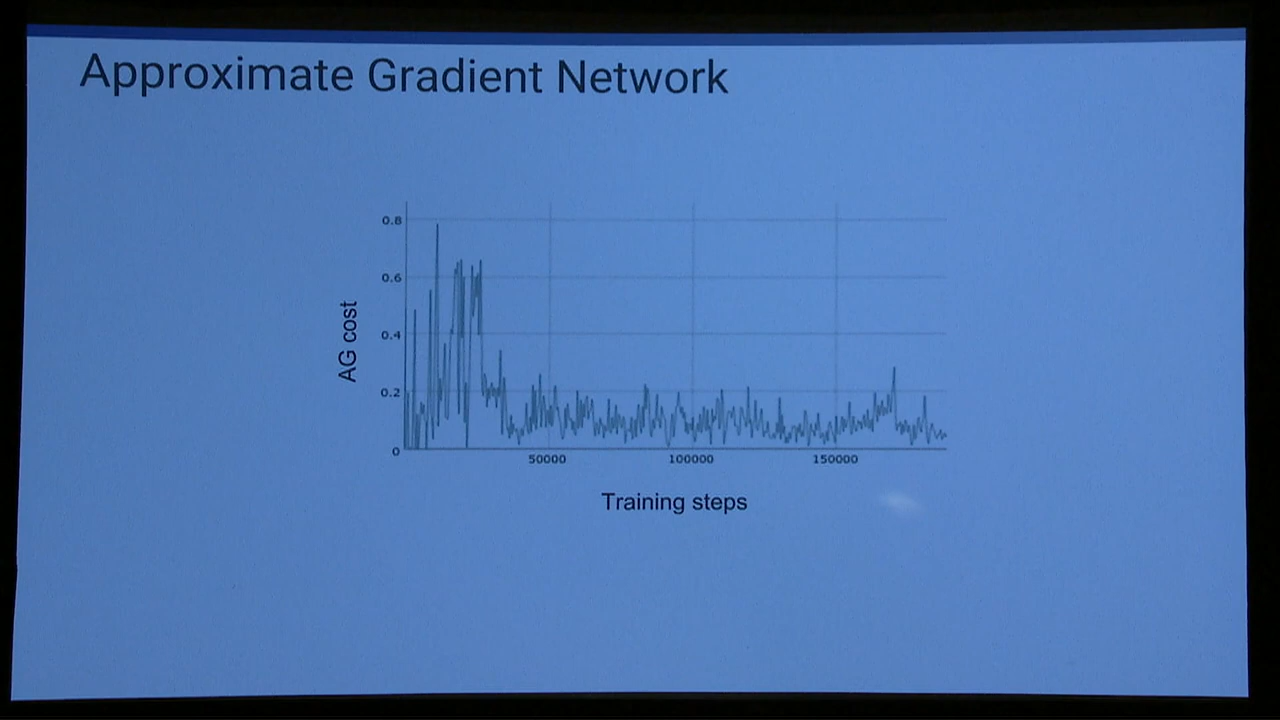 Approximate Gradient Network
0.8
0.6
0.4
0.2
0
AG cost
50000
100000
150000
Training steps